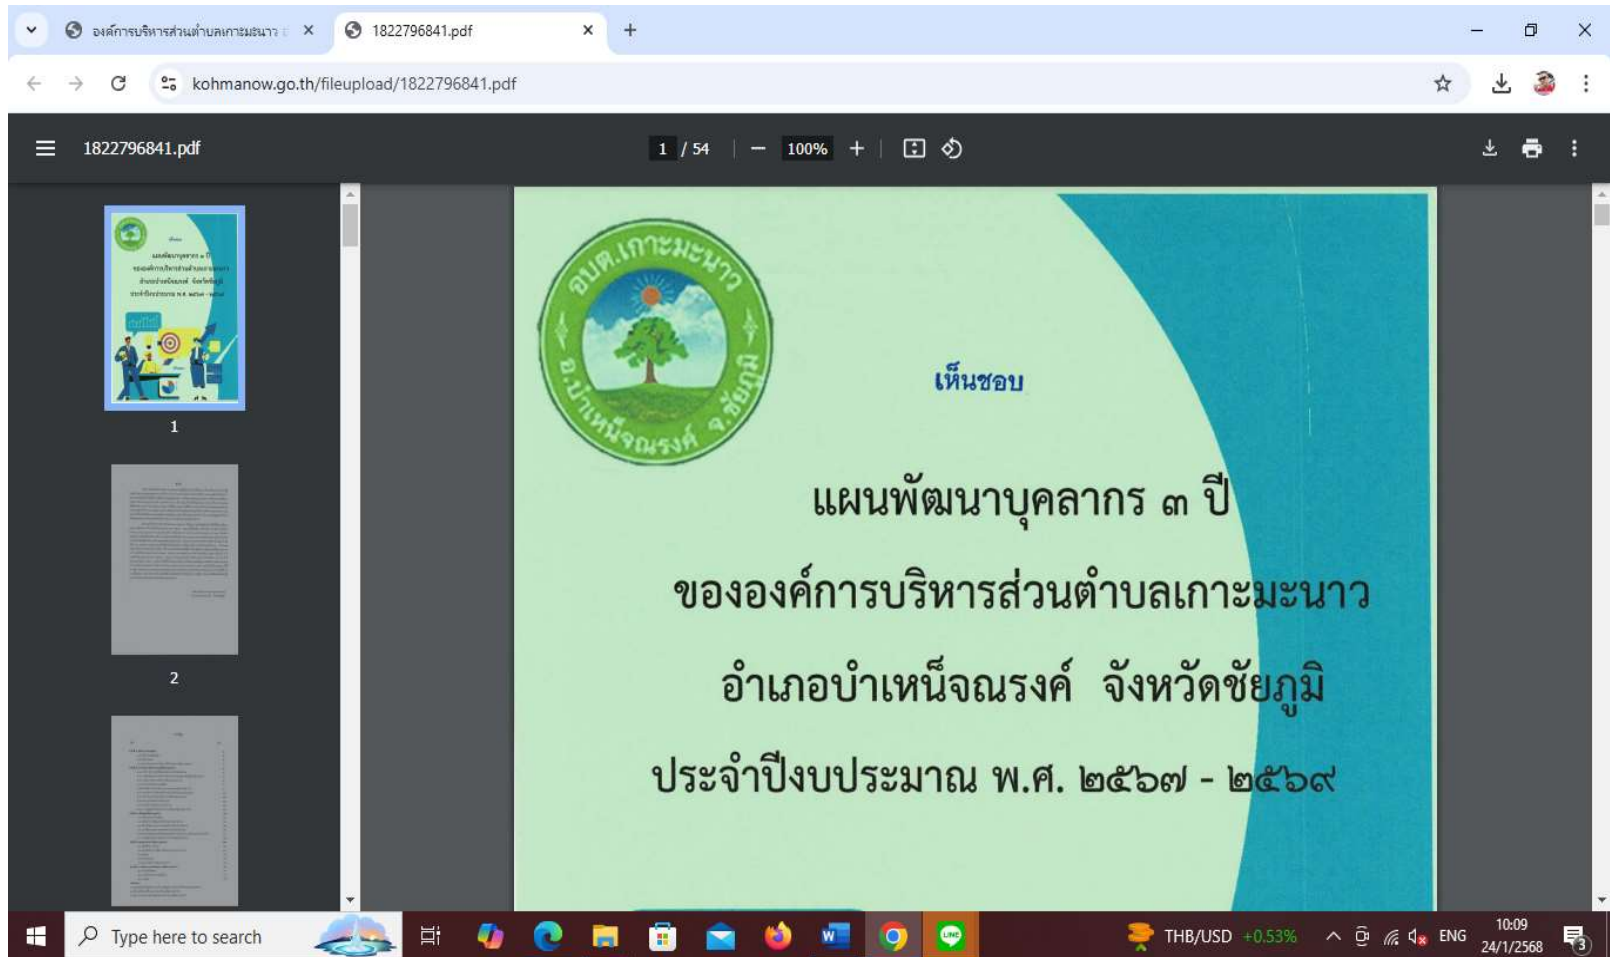 องค์การบริหารส่วนตำบลเกาะมะนาว
1822796841.pdf
kohmanow.go.th/fileupload/1822796841.pdf
1822796841.pdf
1 / 54
100%
อบต.เกาะมะนาว
อ.บำเหน็จณรงค์ จ.ชัยภูมิ
เห็นชอบ
แผนพัฒนาบุคลากร ๓ ปี
ขององค์การบริหารส่วนตำบลเกาะมะนาว
อำเภอบำเหน็จณรงค์ จังหวัดชัยภูมิ
ประจำปีงบประมาณ พ.ศ. ๒๕๖๗ - ๒๕๖๙
1
2
Type here to search
LINE
THB/USD +0.53%
ENG
10:09
24/1/2568
3